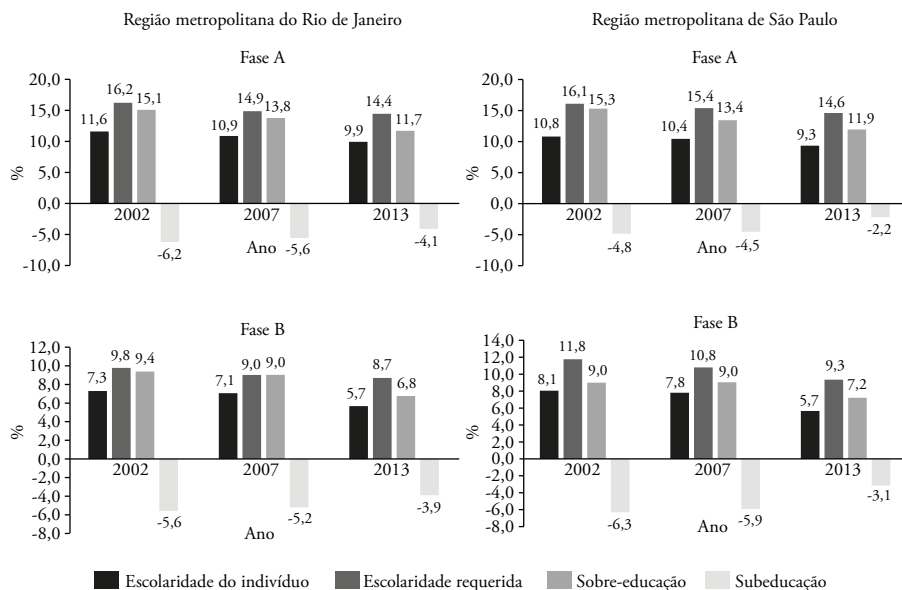 Região metropolitana do Rio de Janeiro
Fase A
20,0
15,0
10,0
5,0
0,0
-5,0
-10,0
%
11,6 16,2 15,1 -6,2
10,9 14,9 13,8 -5,6
9,9 14,4 11,7 -4,1
2002 2007 2013
Ano
Região metropolitana de São Paulo
Fase A
20,0
15,0
10,0
5,0
0,0
-5,0
-10,0
%
10,8 16,1 15,3 -4,8
10,4 15,4 13,4 -4,5
9,3 14,6 11,9 -2,2
2002 2007 2013
Ano
Fase B
12,0
10,0
8,0
6,0
4,0
2,0
0,0
-2,0
-4,0
-6,0
-8,0
%
7,3 9,8 9,4 -5,6
7,1 9,0 9,0 -5,2
5,7 8,7 6,8 -3,9
2002 2007 2013
Ano
Fase B
14,0
12,0
10,0
8,0
6,0
4,0
2,0
0,0
-2,0
-4,0
-6,0
-8,0
%
8,1 11,8 9,0 -6,3
7,8 10,8 9,0 -5,9
5,7 9,3 7,2 -3,1
2002 2007 2013
Ano
Escolaridade do indivíduo Escolaridade requerida Sobre-educação Subeducação